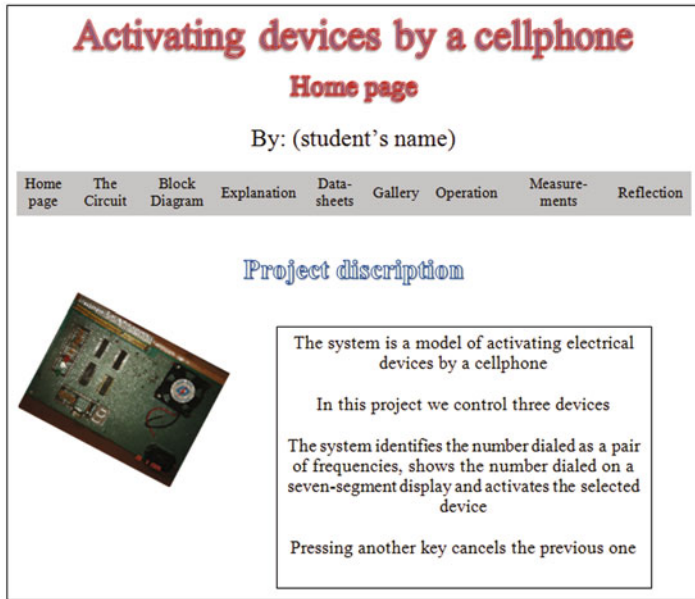 Activating devices by a cellphone
Home page
By: (student's name)
Home page
The Circuit
Block Diagram
Explanation
Data-sheets
Gallery
Operation
Measure-ments
Reflection
Project discription
The system is a model of activating electrical
devices by a cellphone
In this project we control three devices
The system identifies the number dialed as a pair
of frequencies, shows the number dialed on a
seven-segment display and activates the selected
device
Pressing another key cancels the previous one